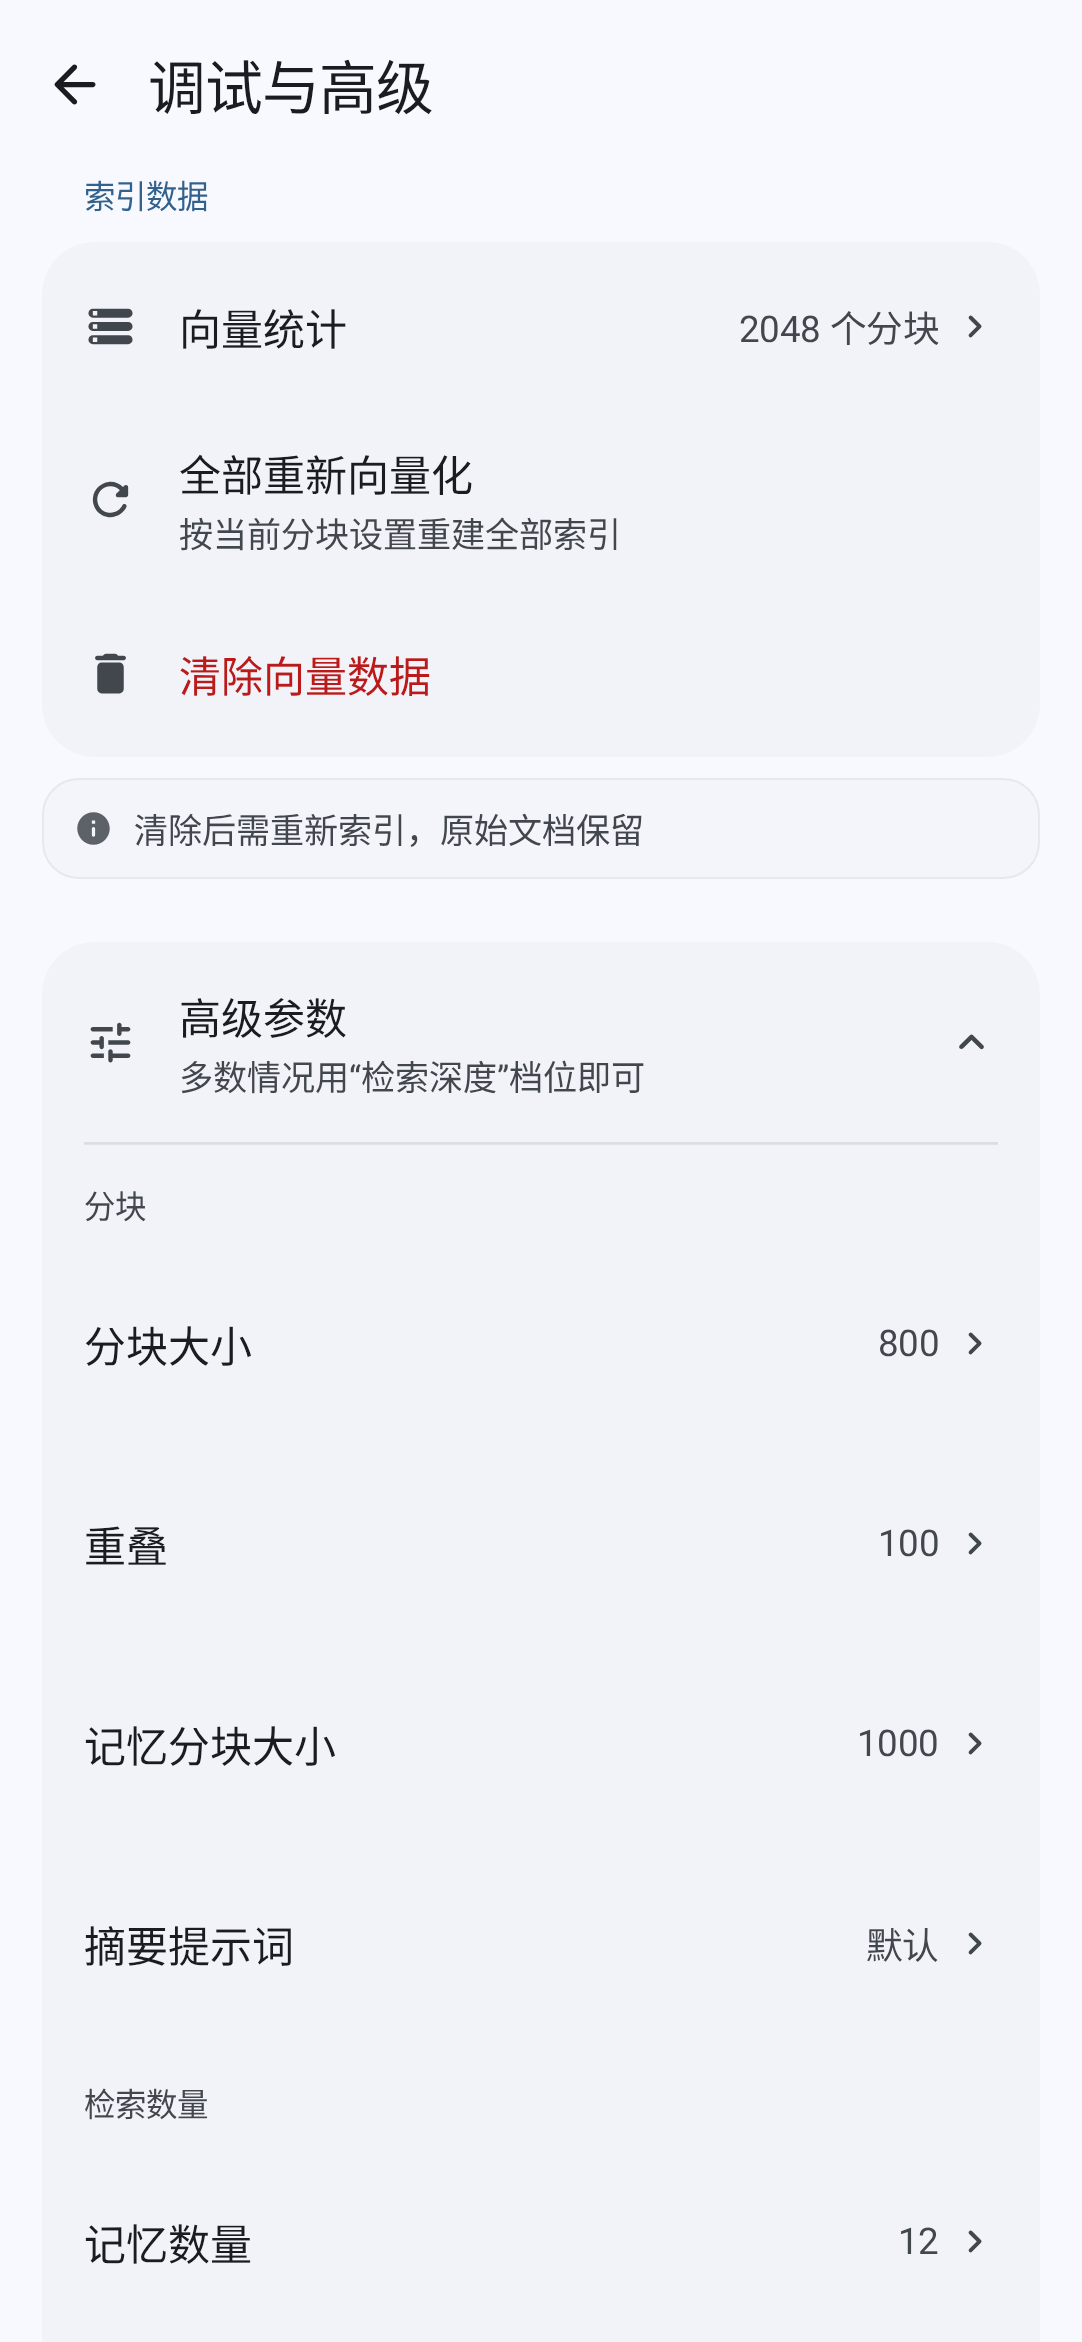 调试与高级
索引数据
向量统计 2048 个分块
全部重新向量化
按当前分块设置重建全部索引
清除向量数据
清除后需重新索引，原始文档保留
高级参数
多数情况用“检索深度”档位即可
分块
分块大小 800
重叠 100
记忆分块大小 1000
摘要提示词 默认
检索数量
记忆数量 12